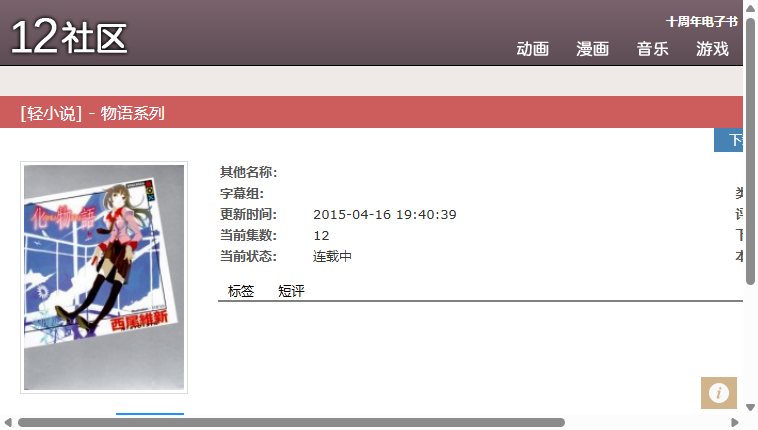 十周年电子书
12社区
动画 漫画 音乐 游戏
[轻小说] - 物语系列
下
其他名称:
字幕组:
更新时间: 2015-04-16 19:40:39
当前集数: 12
当前状态: 连载中
标签 短评
化物語
西尾維新